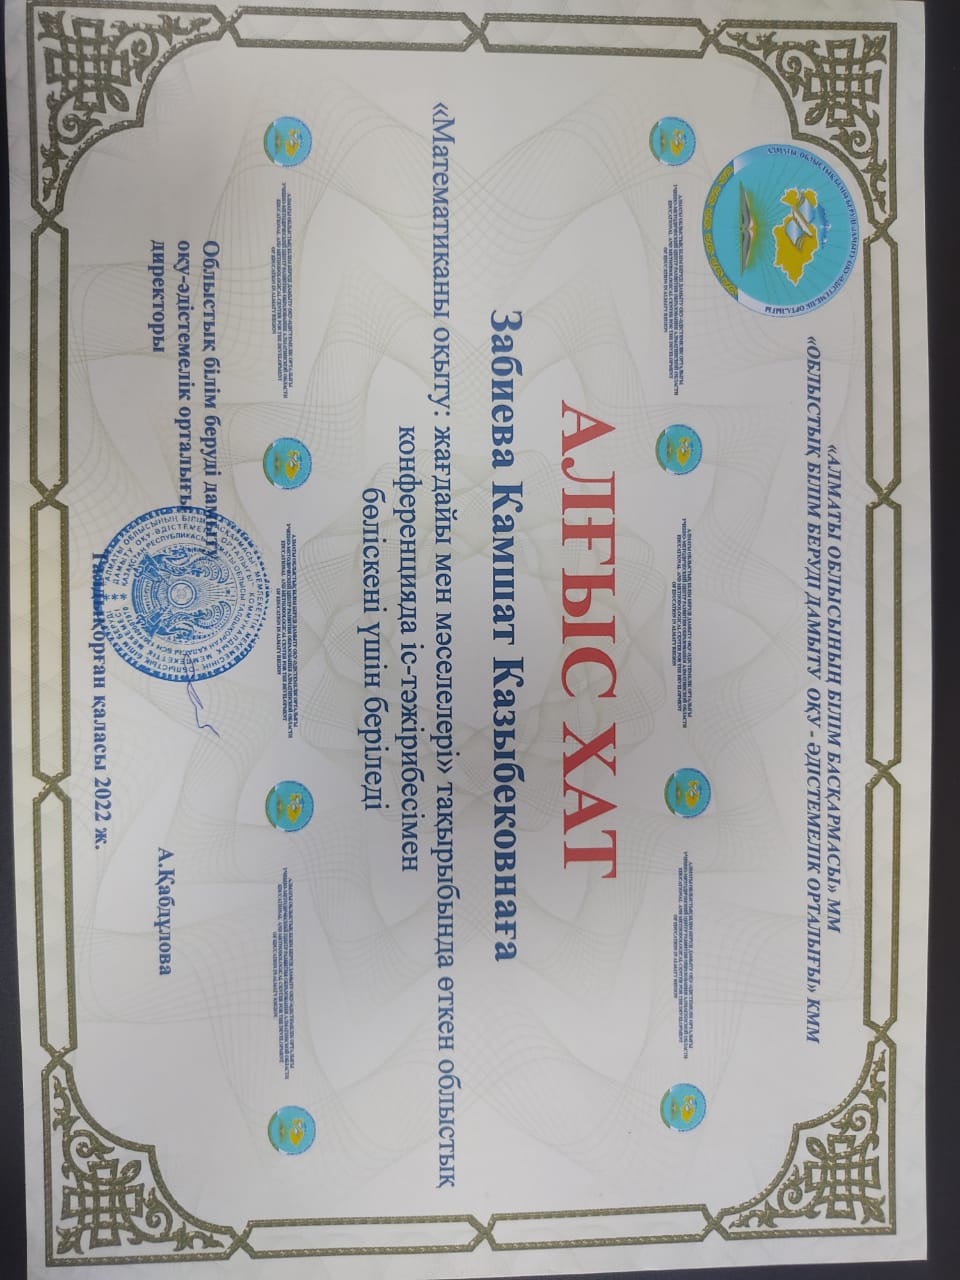 «АЛМАТЫ ОБЛЫСЫНЫҢ БІЛІМ БАСҚАРМАСЫ» ММ
«ОБЛЫСТЫҚ БІЛІМ БЕРУДІ ДАМЫТУ ОҚУ - ӘДІСТЕМЕЛІК ОРТАЛЫҒЫ» КММ
АЛҒЫС ХАТ
Забиева Кампат Казыбековнаға
«Математиканы оқыту: жағдайы мен мәселелері» тақырыбында өткен облыстық
конференцияда іс-тәжірибесімен
бөліскені үшін беріледі
Облыстық білім беруді дамыту
оқу-әдістемелік орталығы
директоры
А.Қабдұлова
Талдықорған қаласы 2022 ж.